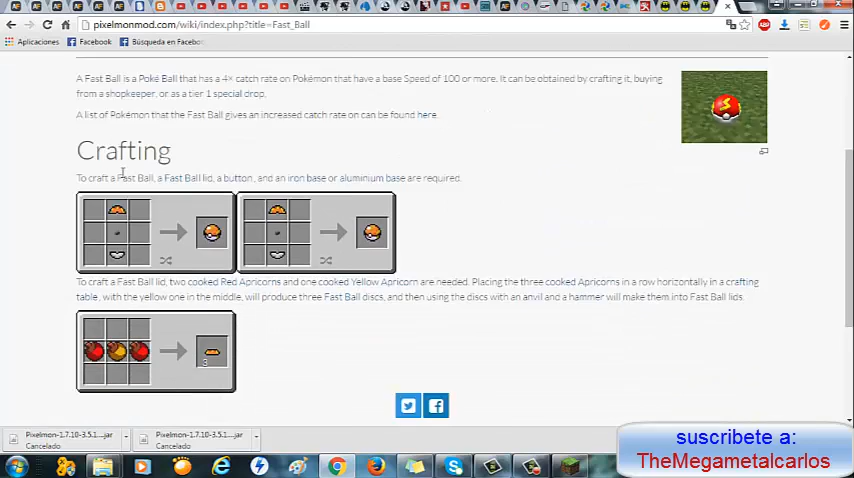 pixelmonmod.com/wiki/index.php?title=Fast_Ball
Aplicaciones Facebook Búsqueda en Facebo
A Fast Ball is a Poké Ball that has a 4× catch rate on Pokémon that have a base Speed of 100 or more. It can be obtained by crafting it, buying
from a shopkeeper, or as a tier 1 special drop.
A list of Pokémon that the Fast Ball gives an increased catch rate on can be found here.
Crafting
To craft a Fast Ball, a Fast Ball lid, a button, and an iron base or aluminium base are required.
To craft a Fast Ball lid, two cooked Red Apricorns and one cooked Yellow Apricorn are needed. Placing the three cooked Apricorns in a row horizontally in a crafting
table, with the yellow one in the middle, will produce three Fast Ball discs, and then using the discs with an anvil and a hammer will make them into Fast Ball lids.
3
Pixelmon-1.7.10-3.5.1....jar Pixelmon-1.7.10-3.5.1....jar
Cancelado Cancelado
suscribete a:
TheMegametalcarlos